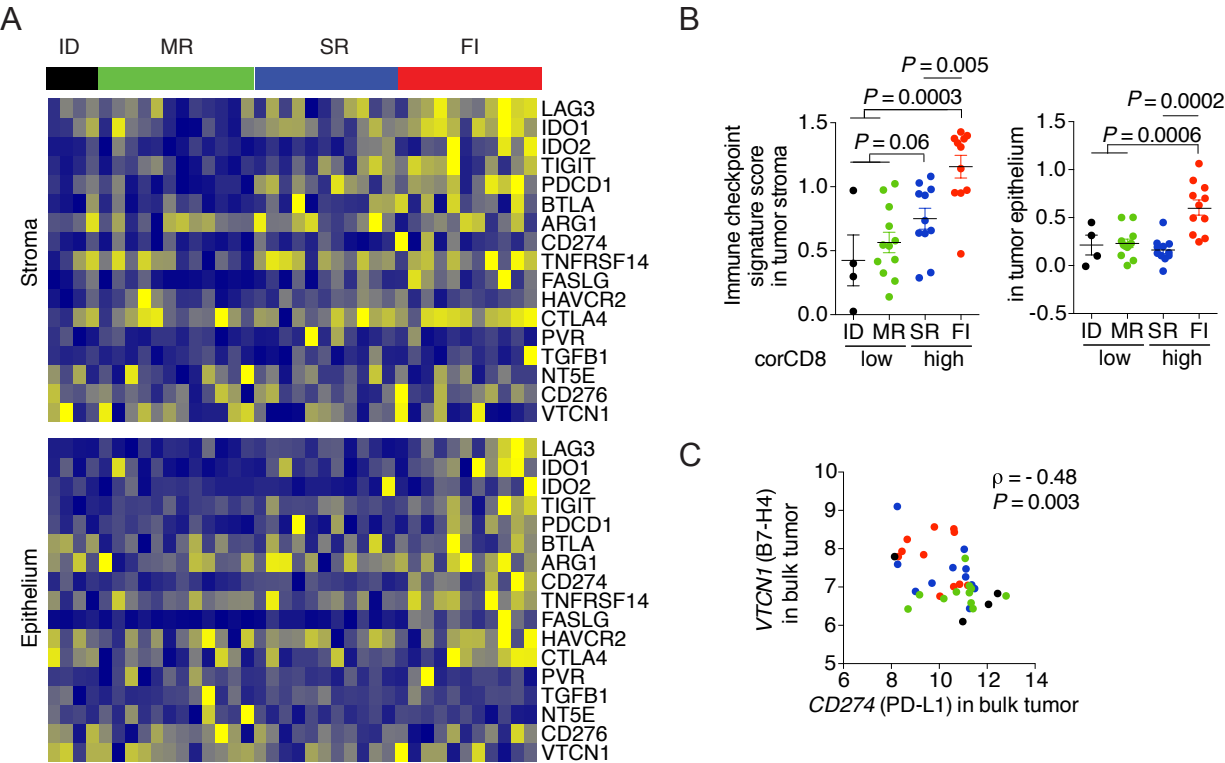 A
ID MR SR FI
Stroma
LAG3
IDO1
IDO2
TIGIT
PDCD1
BTLA
ARG1
CD274
TNFRSF14
FASLG
HAVCR2
CTLA4
PVR
TGFB1
NT5E
CD276
VTCN1
Epithelium
LAG3
IDO1
IDO2
TIGIT
PDCD1
BTLA
ARG1
CD274
TNFRSF14
FASLG
HAVCR2
CTLA4
PVR
TGFB1
NT5E
CD276
VTCN1
B
Immune checkpoint
signature score
in tumor stroma
P = 0.005
P = 0.0003
P = 0.06
1.5
1.0
0.5
0.0
ID MR SR FI
corCD8 low high
in tumor epithelium
P = 0.0002
P = 0.0006
1.5
1.0
0.5
0.0
-0.5
ID MR SR FI
low high
C
VTCN1 (B7-H4)
in bulk tumor
ρ = - 0.48
P = 0.003
10
9
8
7
6
5
6 8 10 12 14
CD274 (PD-L1) in bulk tumor